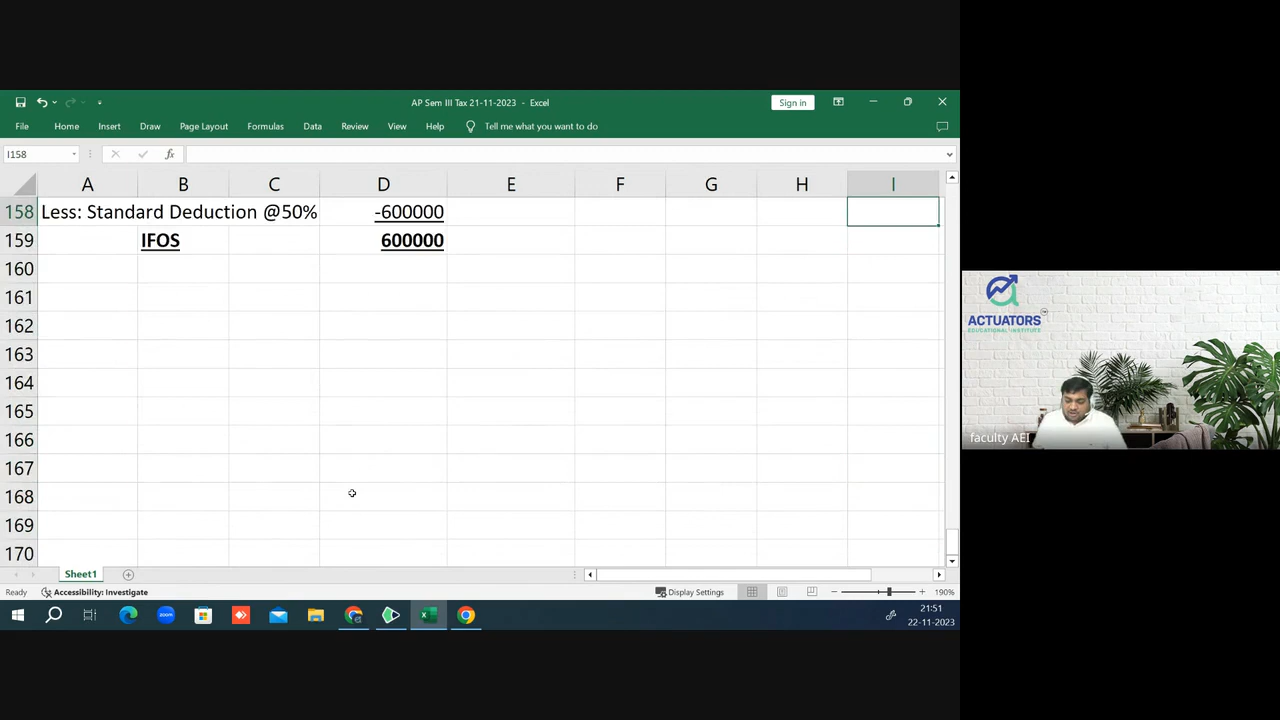 AP Sem III Tax 21-11-2023 - Excel
Sign in
File Home Insert Draw Page Layout Formulas Data Review View Help Tell me what you want to do
I158
fx
A B C D E F G H I
158 Less: Standard Deduction @50% -600000
159 IFOS 600000
160
161
162
163
164
165
166
167
168
169
170
Sheet1
Ready Accessibility: Investigate Display Settings 190%
zoom
21:51
22-11-2023
ACTUATORS
EDUCATIONAL INSTITUTE
faculty AEI